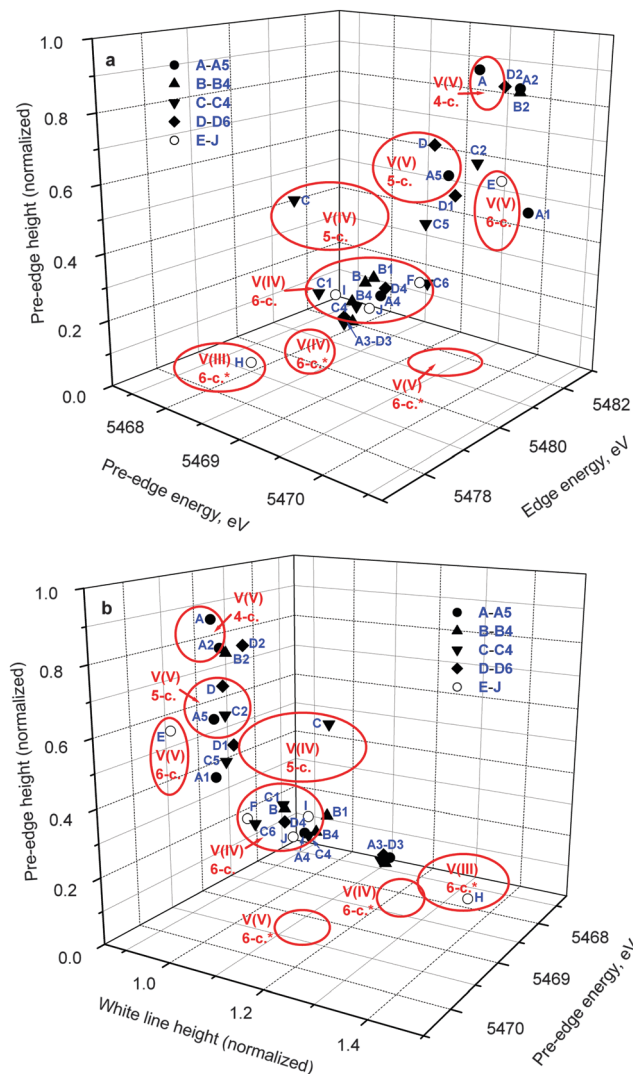 a
1.0
0.8
0.6
0.4
0.2
0.0
Pre-edge height (normalized)
A-A5
B-B4
C-C4
D-D6
E-J
A
D2
A2
B2
V(V)
4-c.
D
V(V)
5-c.
A5
D1
C2
E
V(V)
6-c.
A1
C5
C
V(IV)
5-c.
V(IV)
6-c.
C1
I
B
B1
F
C6
D4
B4
A4
C4
J
A3-D3
V(IV)
6-c.*
V(III)
6-c.*
H
V(V)
6-c.*
5468
5469
5470
Pre-edge energy, eV
5478
5480
5482
Edge energy, eV
b
1.0
0.8
0.6
0.4
0.2
0.0
Pre-edge height (normalized)
A-A5
B-B4
C-C4
D-D6
E-J
V(V)
4-c.
A
A2
B2
D2
V(V)
5-c.
D
A5
C2
E
V(V)
6-c.
D1
C5
A1
C
V(IV)
5-c.
F
C1
B
I
B1
D4
C6
J
B4
A4
C4
V(IV)
6-c.
A3-D3
V(III)
6-c.*
H
V(IV)
6-c.*
V(V)
6-c.*
1.0
1.2
1.4
White line height (normalized)
5468
5469
5470
Pre-edge energy, eV